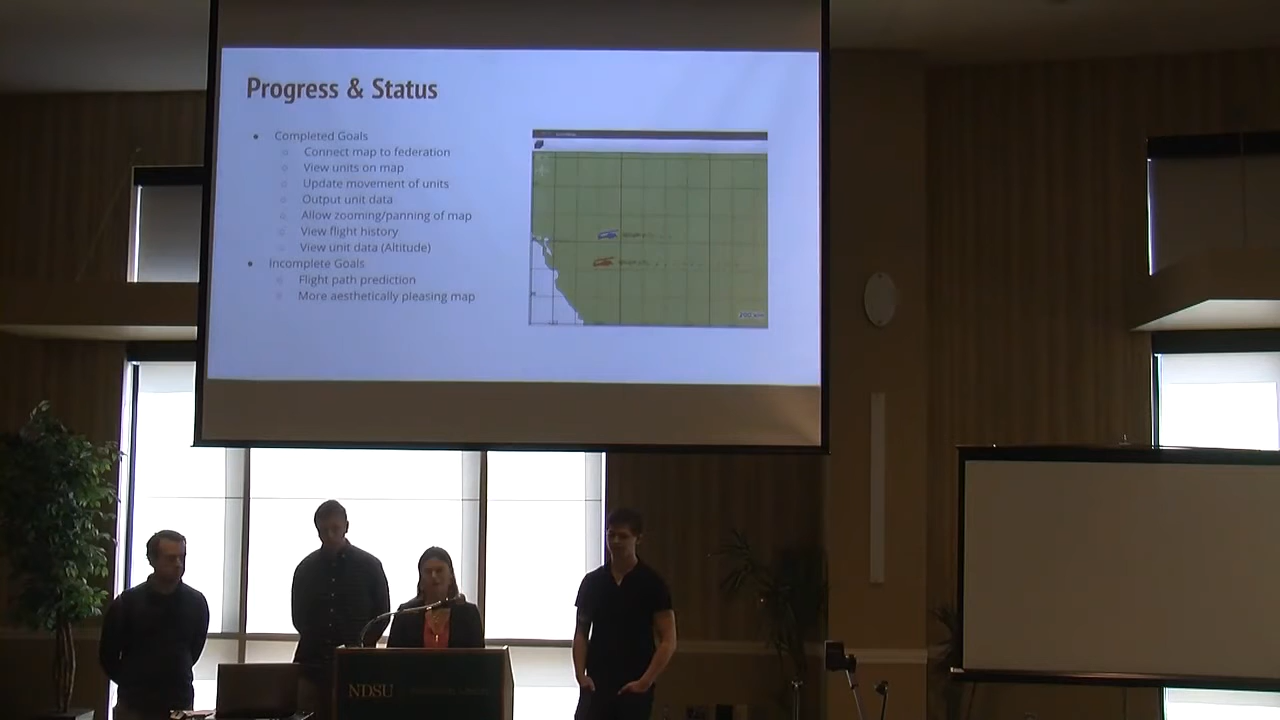 Progress & Status
Completed Goals
Connect map to federation
View units on map
Update movement of units
Output unit data
Allow zooming/panning of map
View flight history
View unit data (Altitude)
Incomplete Goals
Flight path prediction
More aesthetically pleasing map
NDSU